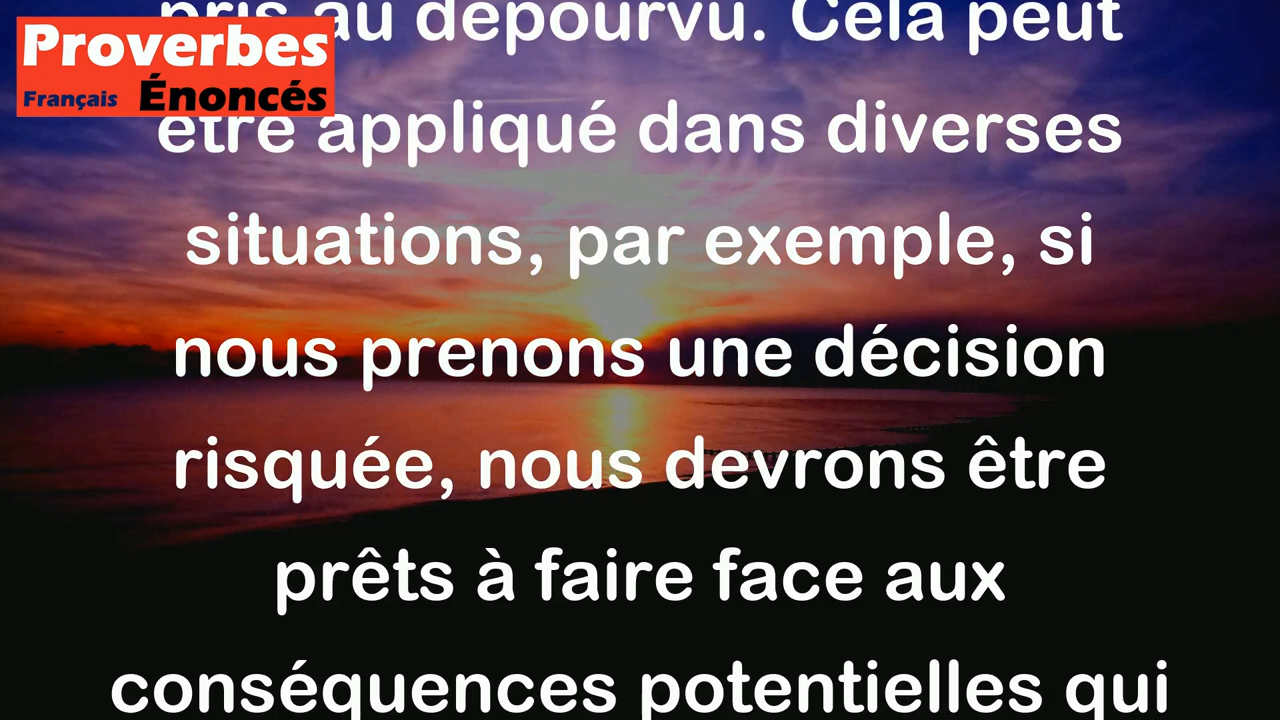 Proverbes
Français Énoncés
pris au dépourvu. Cela peut
être appliqué dans diverses
situations, par exemple, si
nous prenons une décision
risquée, nous devrons être
prêts à faire face aux
conséquences potentielles qui